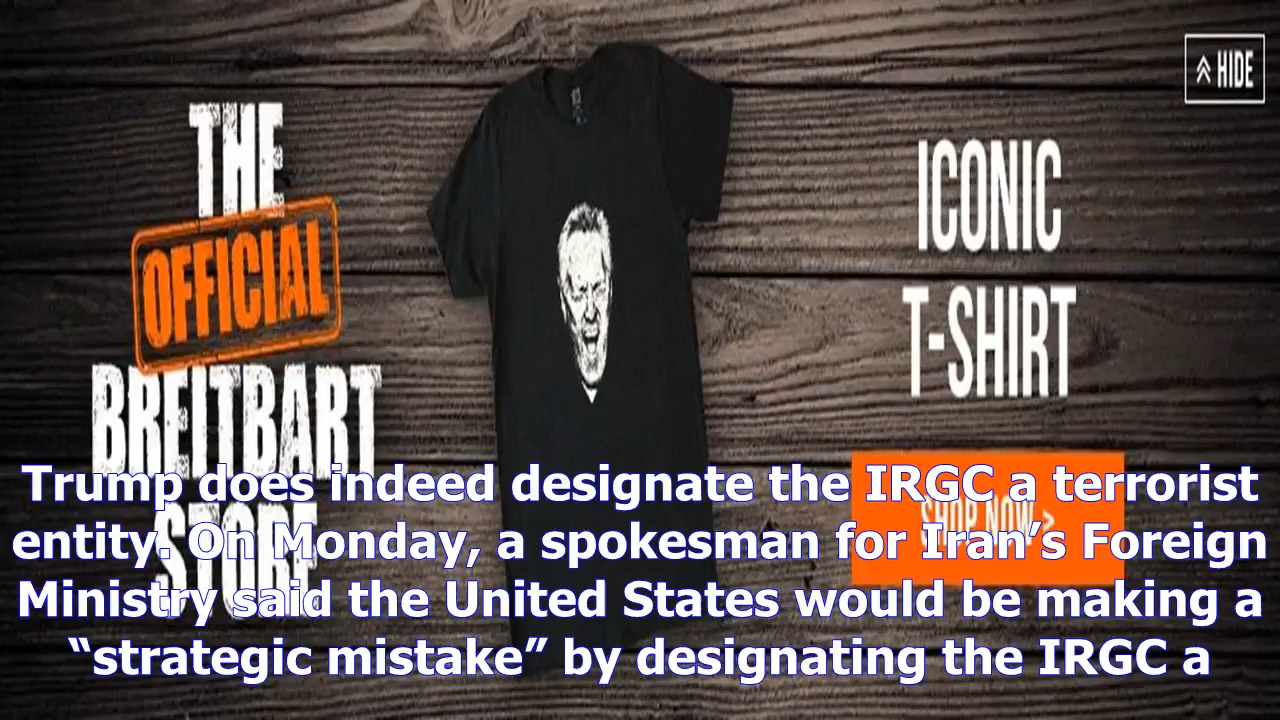 THE
OFFICIAL
BREITBART
STORE
ICONIC
T-SHIRT
SHOP NOW >
HIDE
Trump does indeed designate the IRGC a terrorist
entity. On Monday, a spokesman for Iran’s Foreign
Ministry said the United States would be making a
“strategic mistake” by designating the IRGC a